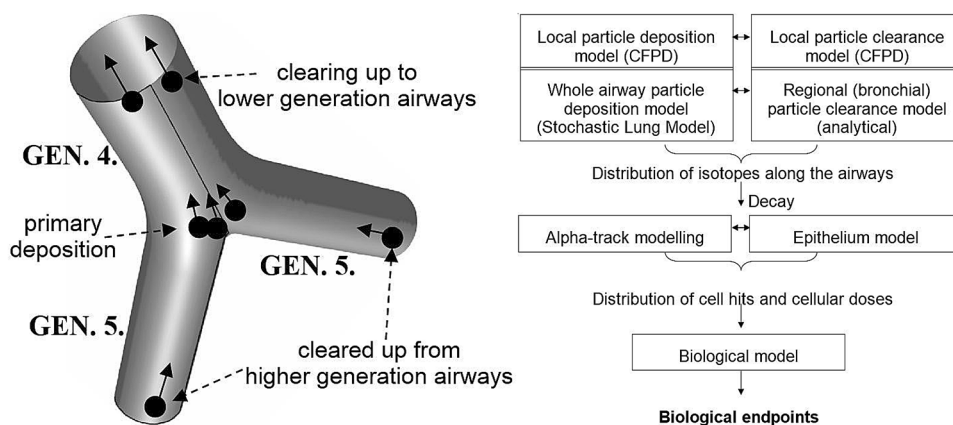 clearing up to
lower generation airways
GEN. 4.
primary
deposition
GEN. 5.
GEN. 5.
cleared up from
higher generation airways
Local particle deposition
model (CFPD)
Local particle clearance
model (CFPD)
Whole airway particle
deposition model
(Stochastic Lung Model)
Regional (bronchial)
particle clearance model
(analytical)
Distribution of isotopes along the airways
Decay
Alpha-track modelling
Epithelium model
Distribution of cell hits and cellular doses
Biological model
Biological endpoints